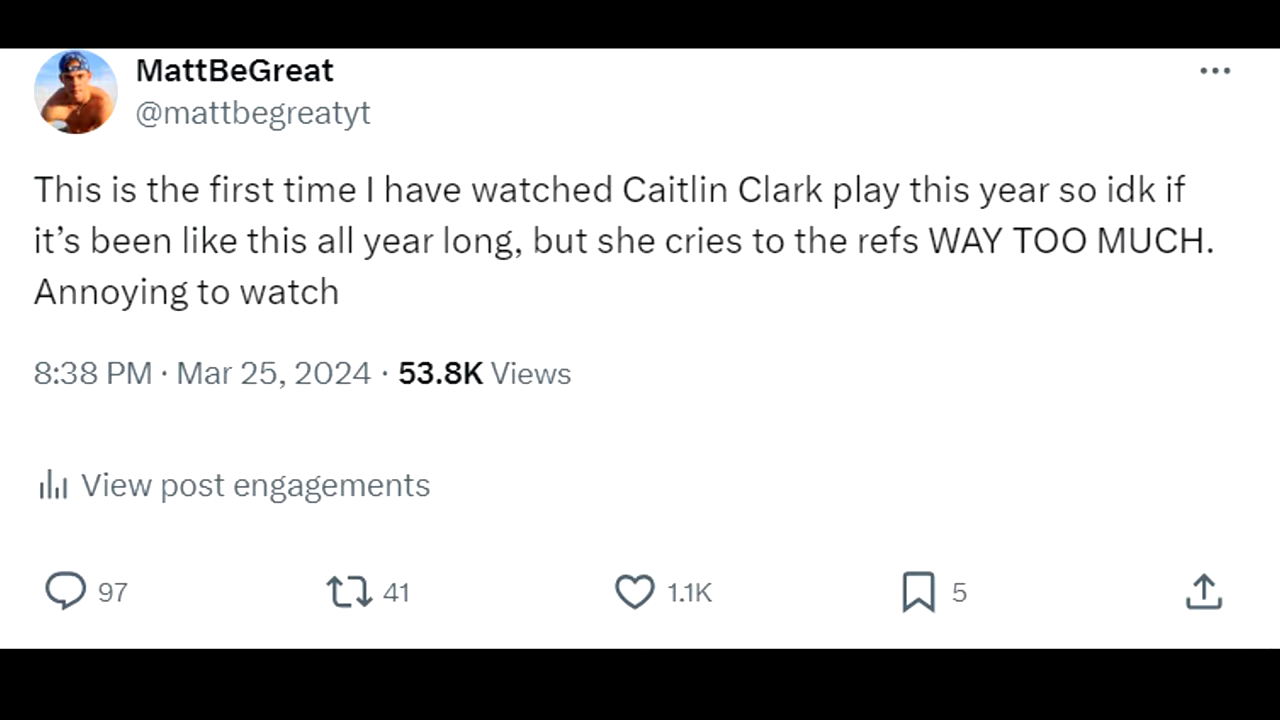 MattBeGreat
@mattbegreatyt
This is the first time I have watched Caitlin Clark play this year so idk if
it’s been like this all year long, but she cries to the refs WAY TOO MUCH.
Annoying to watch
8:38 PM · Mar 25, 2024 · 53.8K Views
View post engagements
97 41 1.1K 5